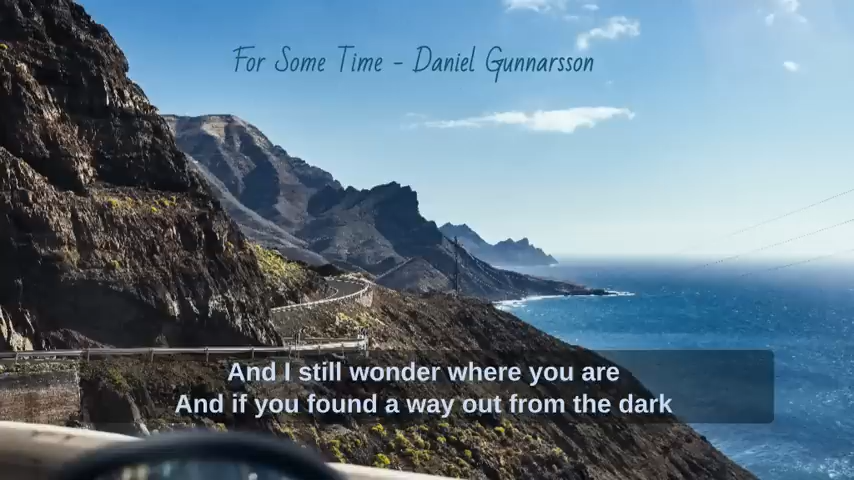 For Some Time - Daniel Gunnarsson
And I still wonder where you are
And if you found a way out from the dark